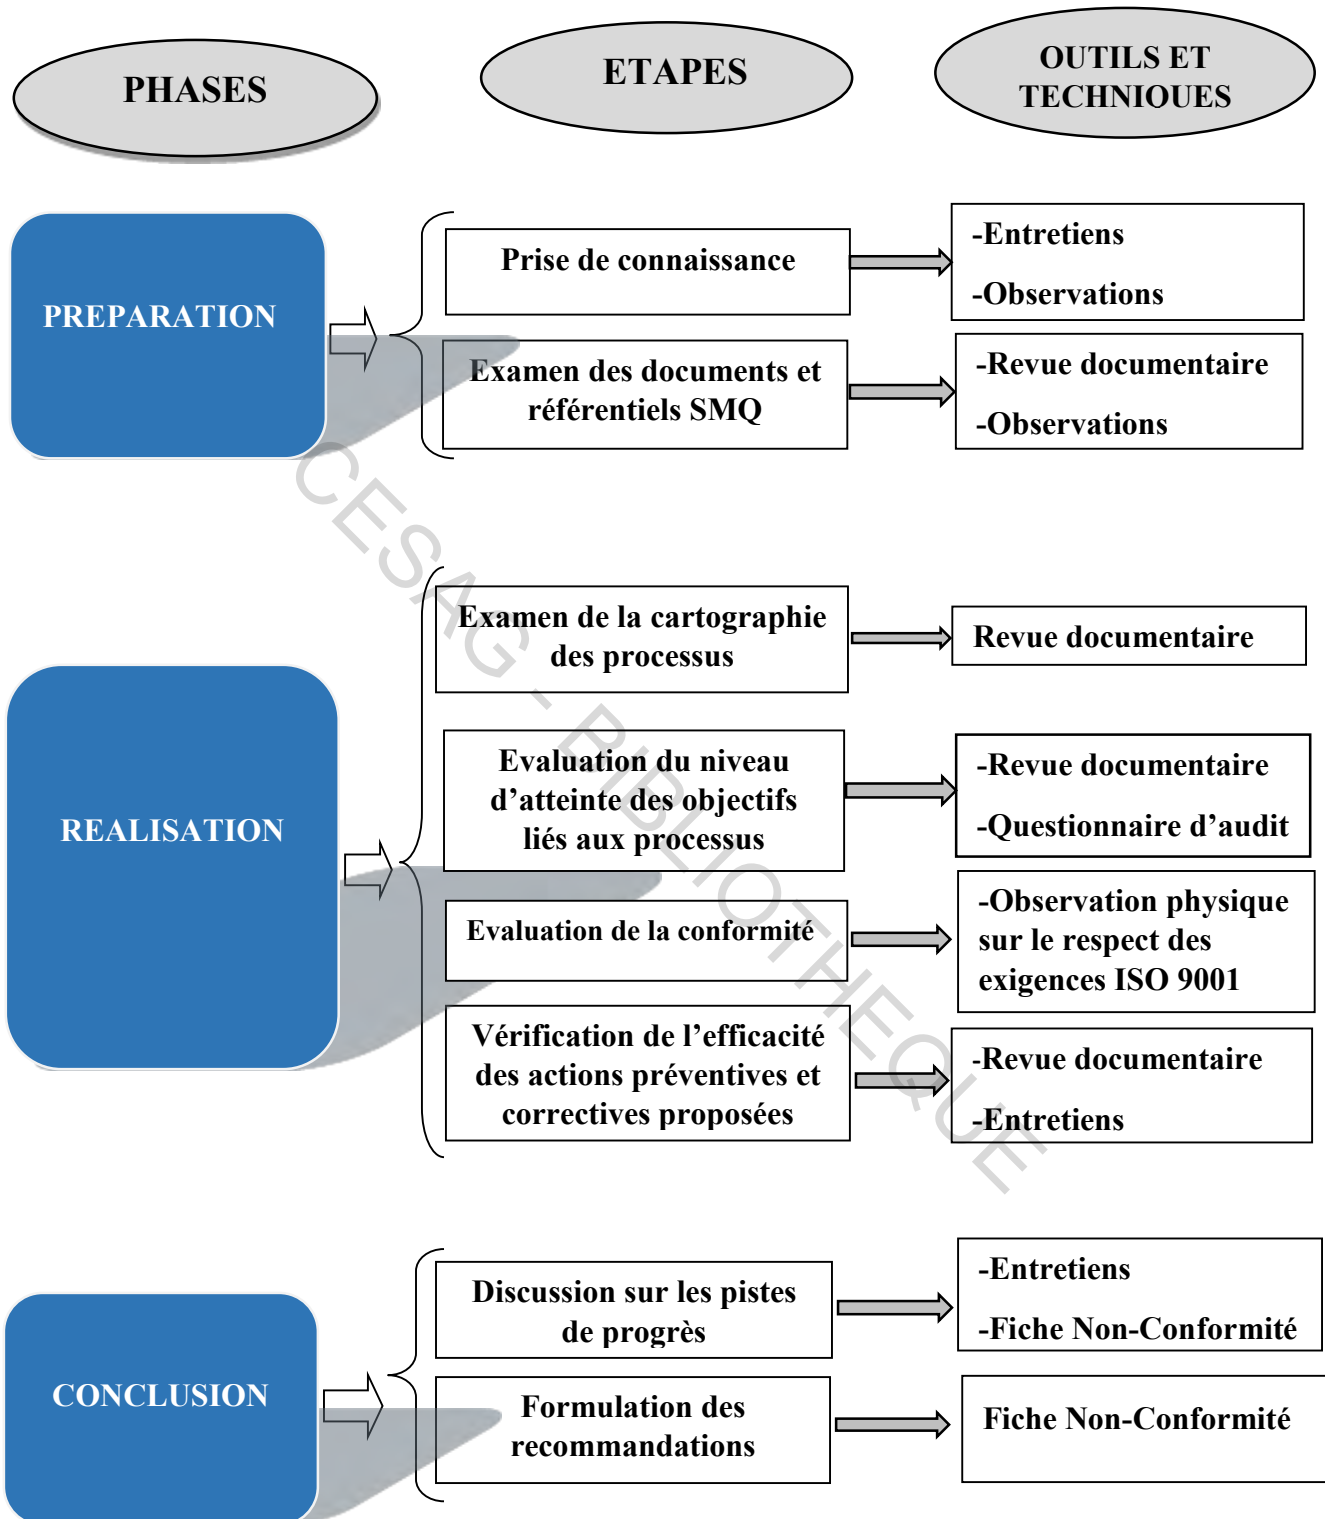 PHASES
ETAPES
OUTILS ET
TECHNIQUES
PREPARATION
Prise de connaissance
-Entretiens
-Observations
Examen des documents et
référentiels SMQ
-Revue documentaire
-Observations
REALISATION
Examen de la cartographie
des processus
Revue documentaire
Evaluation du niveau
d’atteinte des objectifs
liés aux processus
-Revue documentaire
-Questionnaire d’audit
Evaluation de la conformité
-Observation physique
sur le respect des
exigences ISO 9001
Vérification de l’efficacité
des actions préventives et
correctives proposées
-Revue documentaire
-Entretiens
CONCLUSION
Discussion sur les pistes
de progrès
-Entretiens
-Fiche Non-Conformité
Formulation des
recommandations
Fiche Non-Conformité
CESAG - BIBLIOTHEQUE